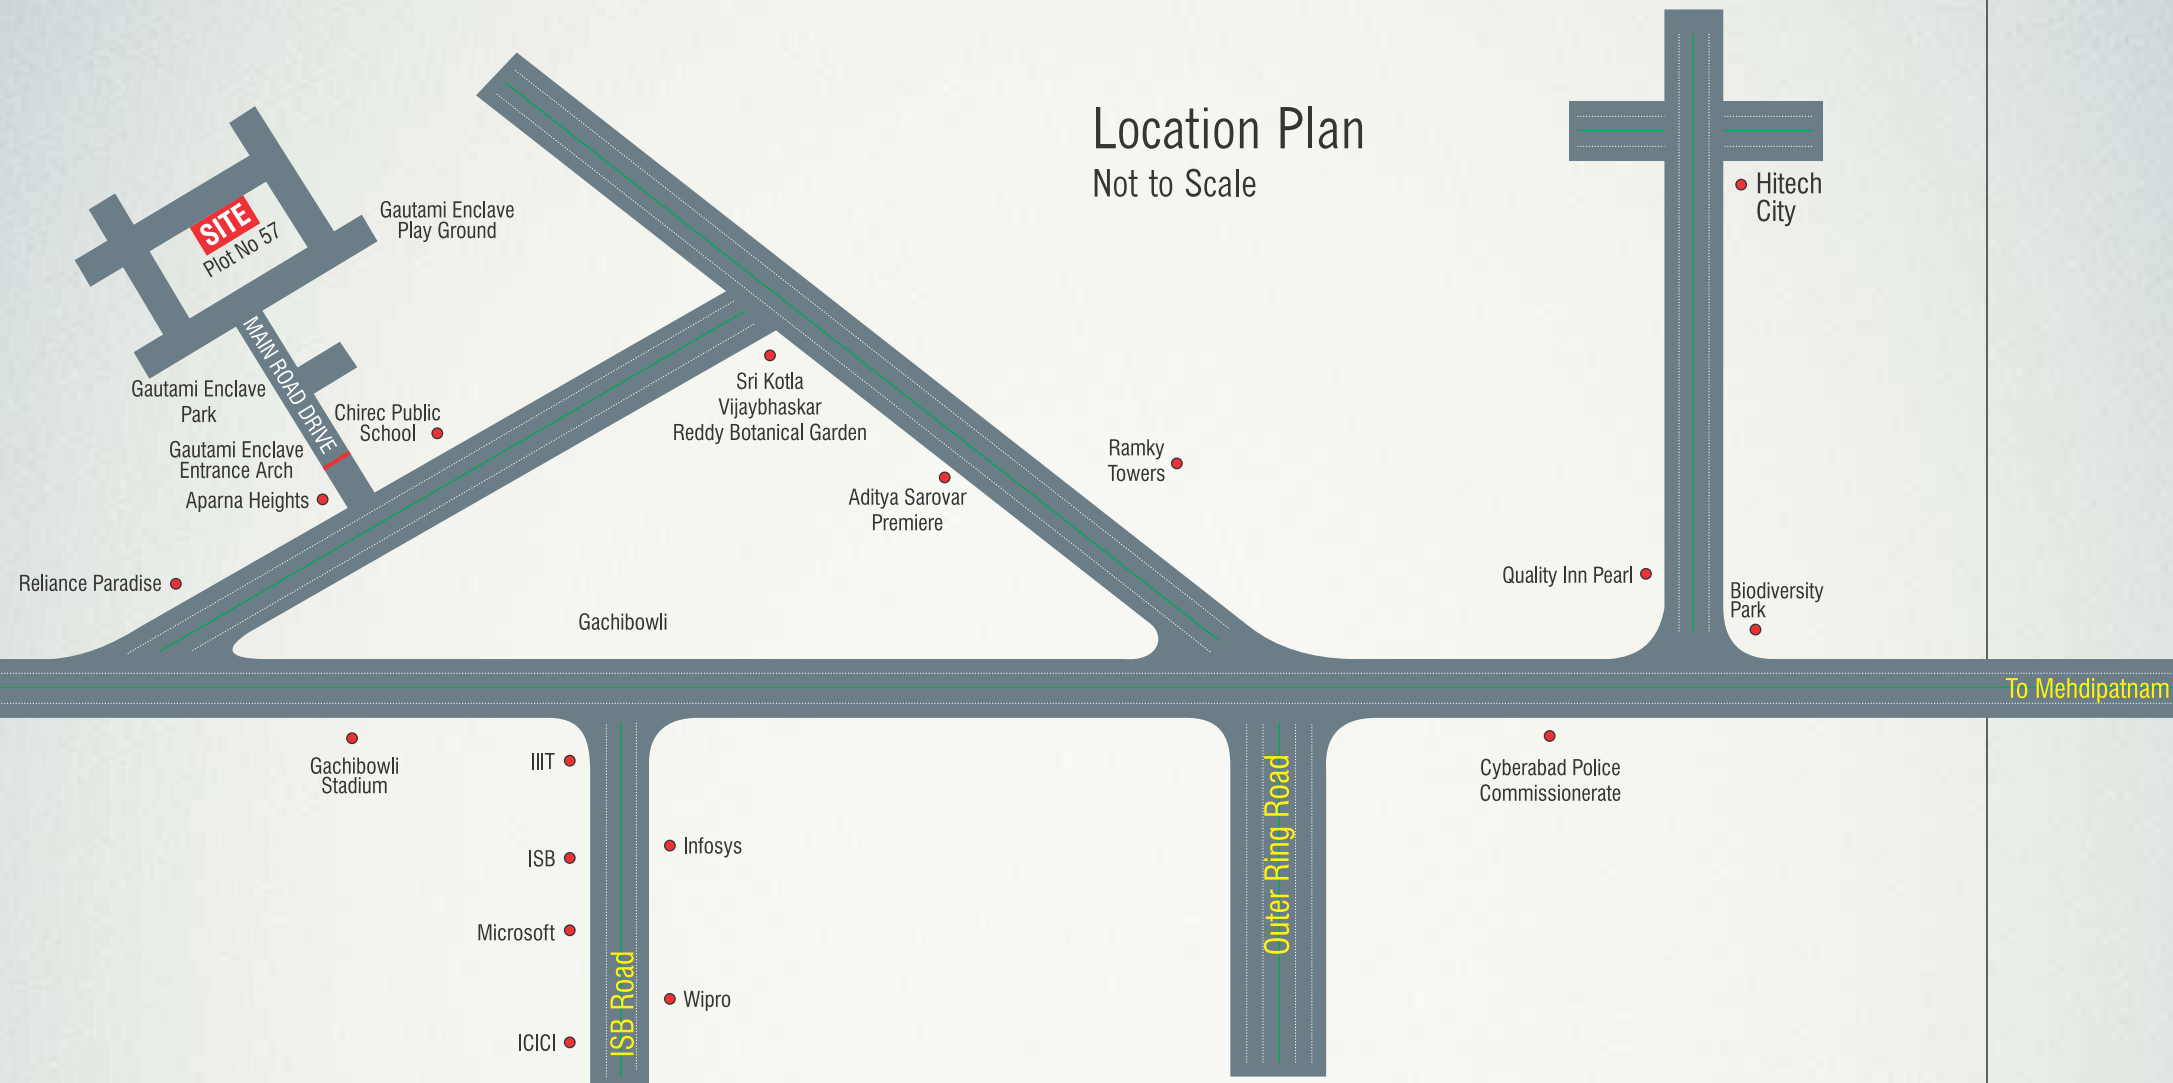 Location Plan
Not to Scale
SITE
Plot No 57
Gautami Enclave
Play Ground
Hitech
City
MAIN ROAD DRIVE
Gautami Enclave
Park
Chirec Public
School
Gautami Enclave
Entrance Arch
Aparna Heights
Reliance Paradise
Sri Kotla
Vijaybhaskar
Reddy Botanical Garden
Aditya Sarovar
Premiere
Ramky
Towers
Quality Inn Pearl
Biodiversity
Park
Gachibowli
To Mehdipatnam
Gachibowli
Stadium
IIIT
ISB
Microsoft
ICICI
ISB Road
Infosys
Wipro
Outer Ring Road
Cyberabad Police
Commissionerate